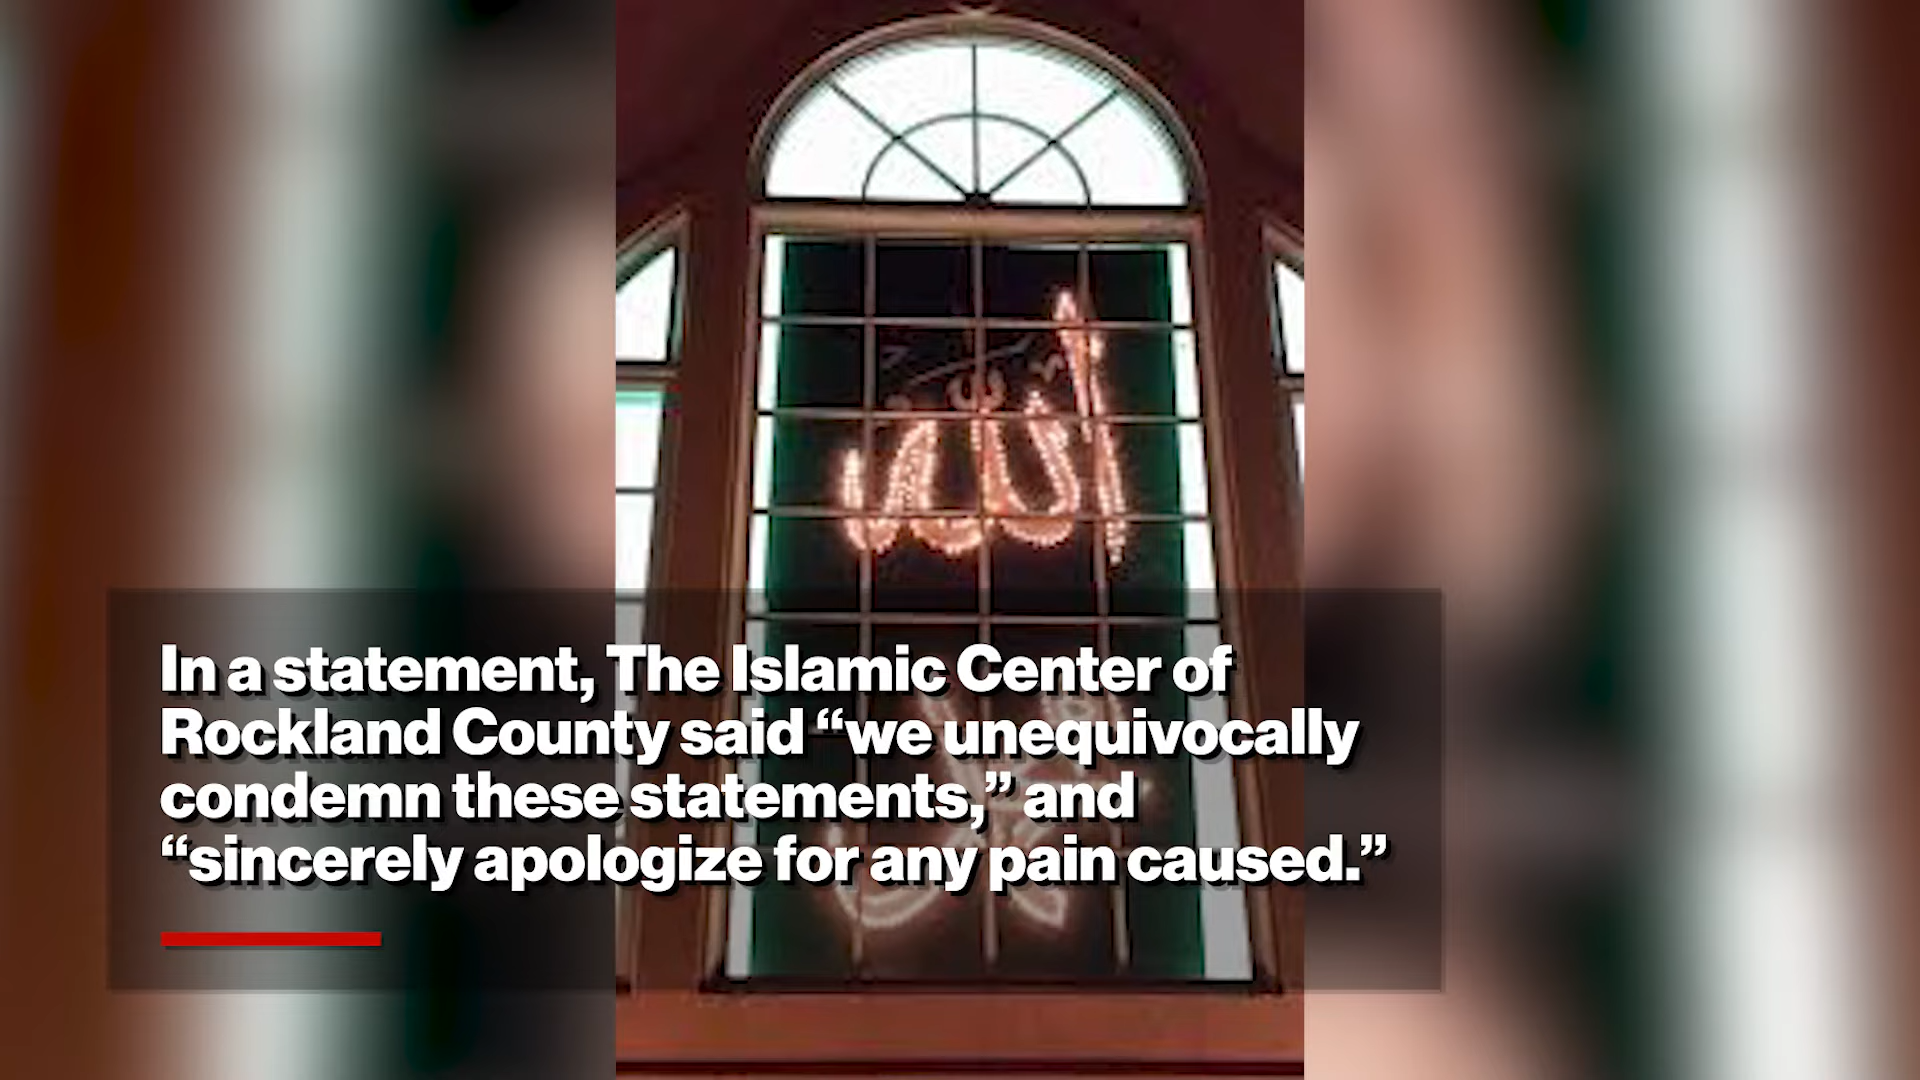 الله
In a statement, The Islamic Center of
Rockland County said “we unequivocally
condemn these statements,” and
“sincerely apologize for any pain caused.”